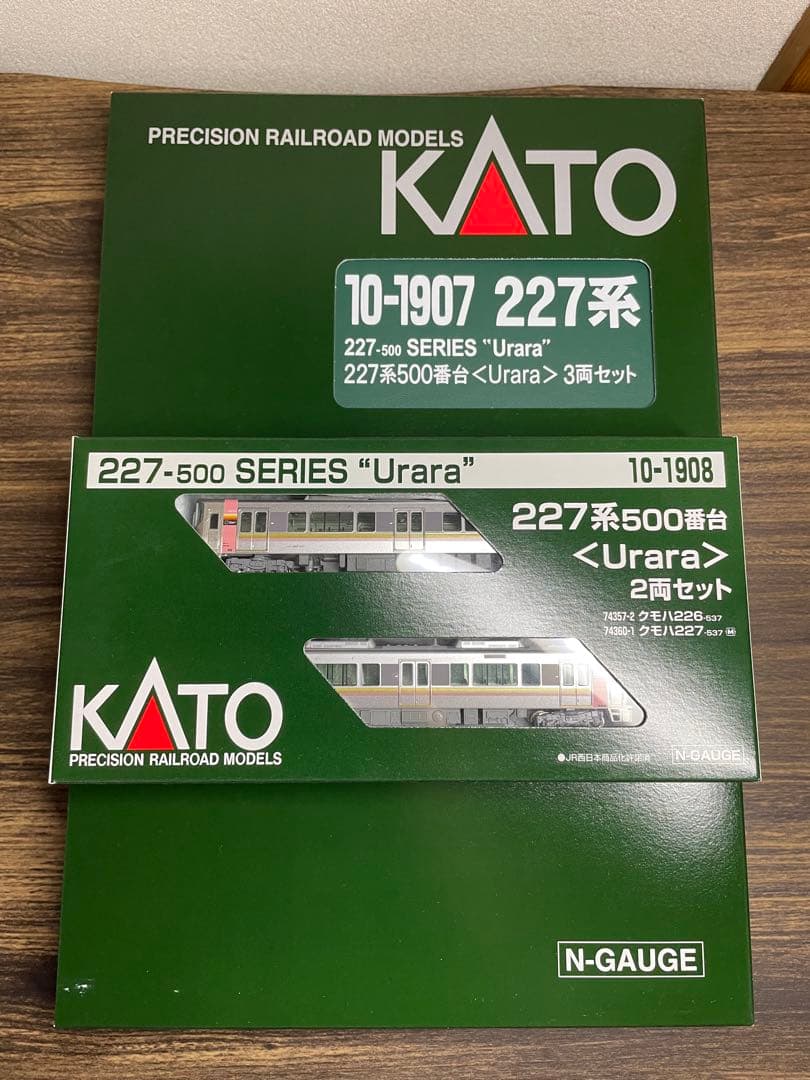 PRECISION RAILROAD MODELS
KATO
10-1907 227系
227-500 SERIES "Urara"
227系500番台<Urara> 3両セット
227-500 SERIES "Urara" 10-1908
227系500番台
<Urara>
2両セット
74357-2 クモハ226-537
74360-1 クモハ227-537 M
KATO
PRECISION RAILROAD MODELS
●JR西日本商品化許諾済
N-GAUGE
N-GAUGE